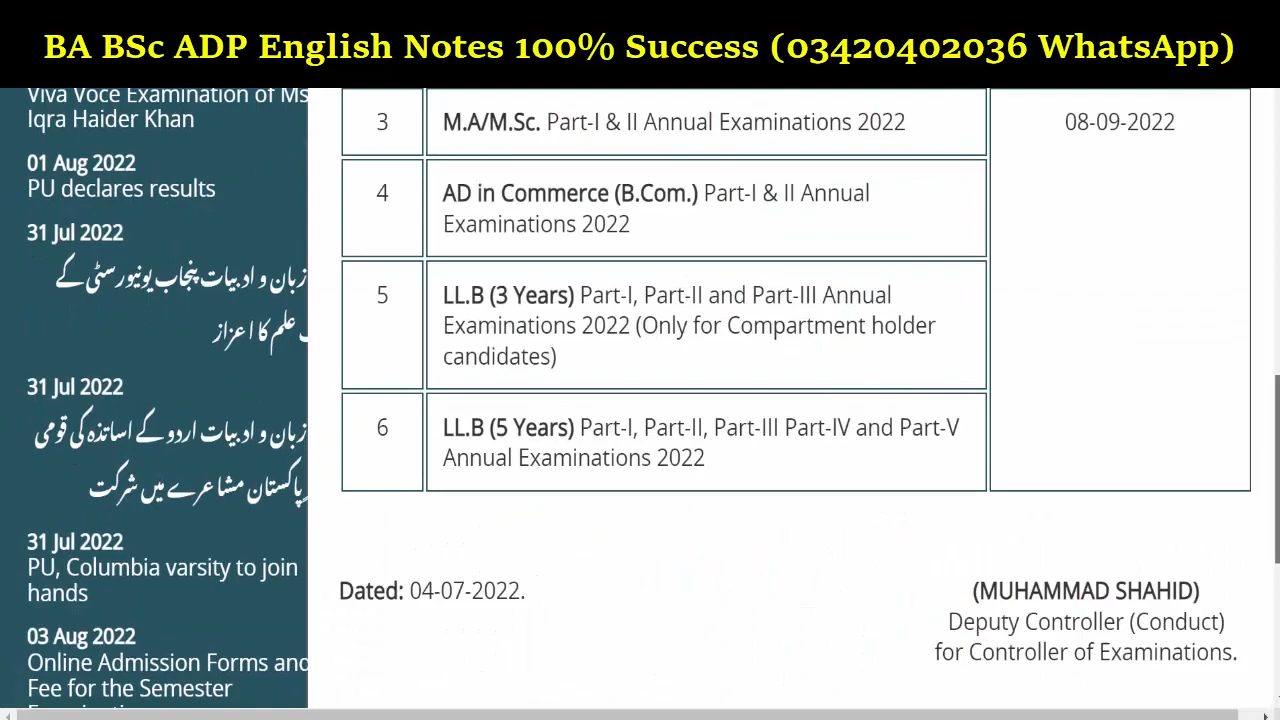 BA BSc ADP English Notes 100% Success (03420402036 WhatsApp)
Viva Voce Examination of Ms
Iqra Haider Khan
01 Aug 2022
PU declares results
31 Jul 2022
زبان و ادبیات پنجاب یونیورسٹی کے
علم کا اعزاز
31 Jul 2022
زبان و ادبیات اردو کے اساتذہ کی قومی
پاکستان مشاعرے میں شرکت
31 Jul 2022
PU, Columbia varsity to join
hands
03 Aug 2022
Online Admission Forms and
Fee for the Semester
3 M.A/M.Sc. Part-I & II Annual Examinations 2022 08-09-2022
4 AD in Commerce (B.Com.) Part-I & II Annual
Examinations 2022
5 LL.B (3 Years) Part-I, Part-II and Part-III Annual
Examinations 2022 (Only for Compartment holder
candidates)
6 LL.B (5 Years) Part-I, Part-II, Part-III Part-IV and Part-V
Annual Examinations 2022
Dated: 04-07-2022.
(MUHAMMAD SHAHID)
Deputy Controller (Conduct)
for Controller of Examinations.